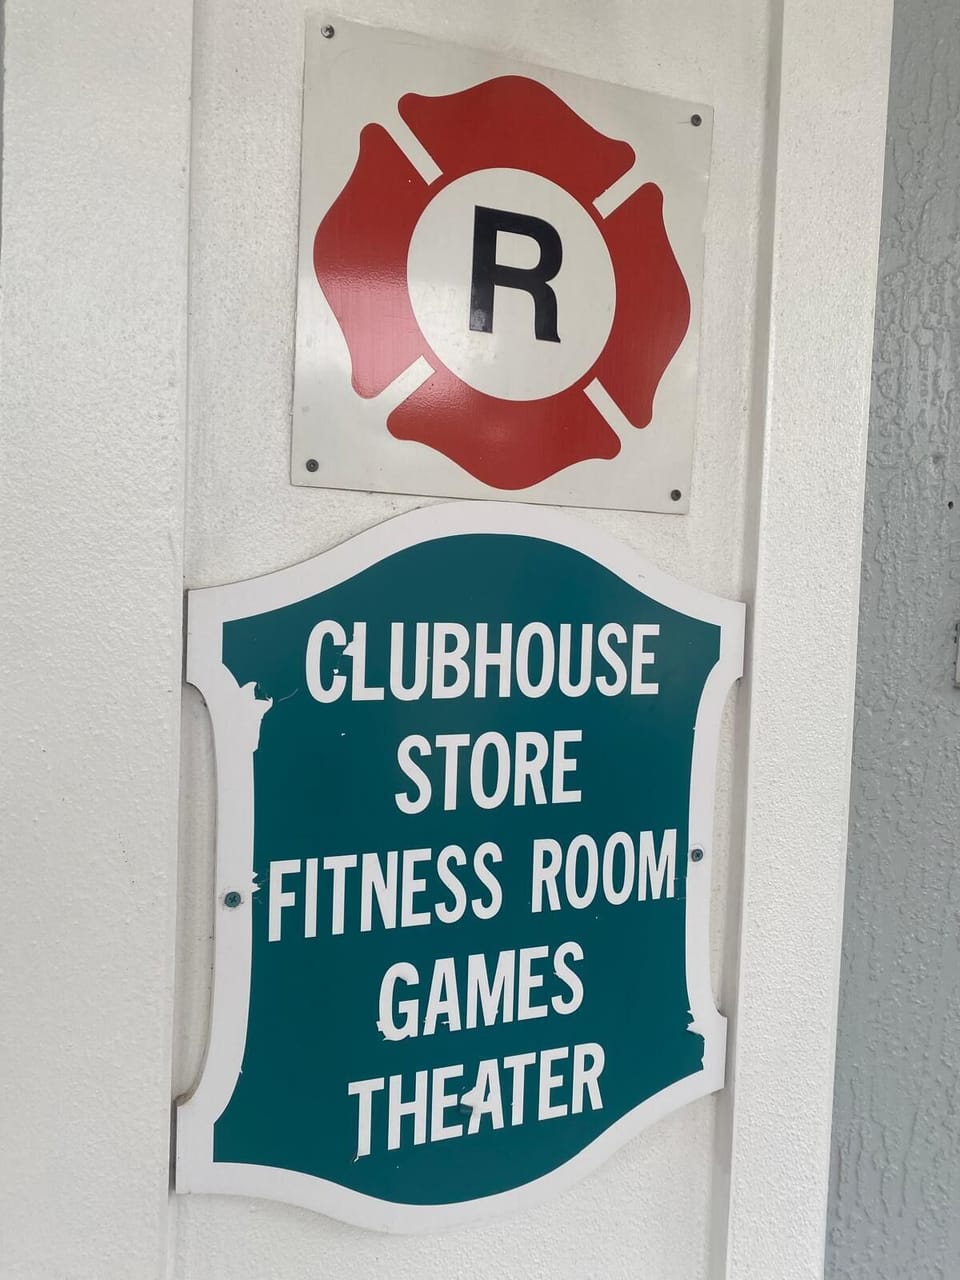 R
CLUBHOUSE
STORE
FITNESS ROOM
GAMES
THEATER